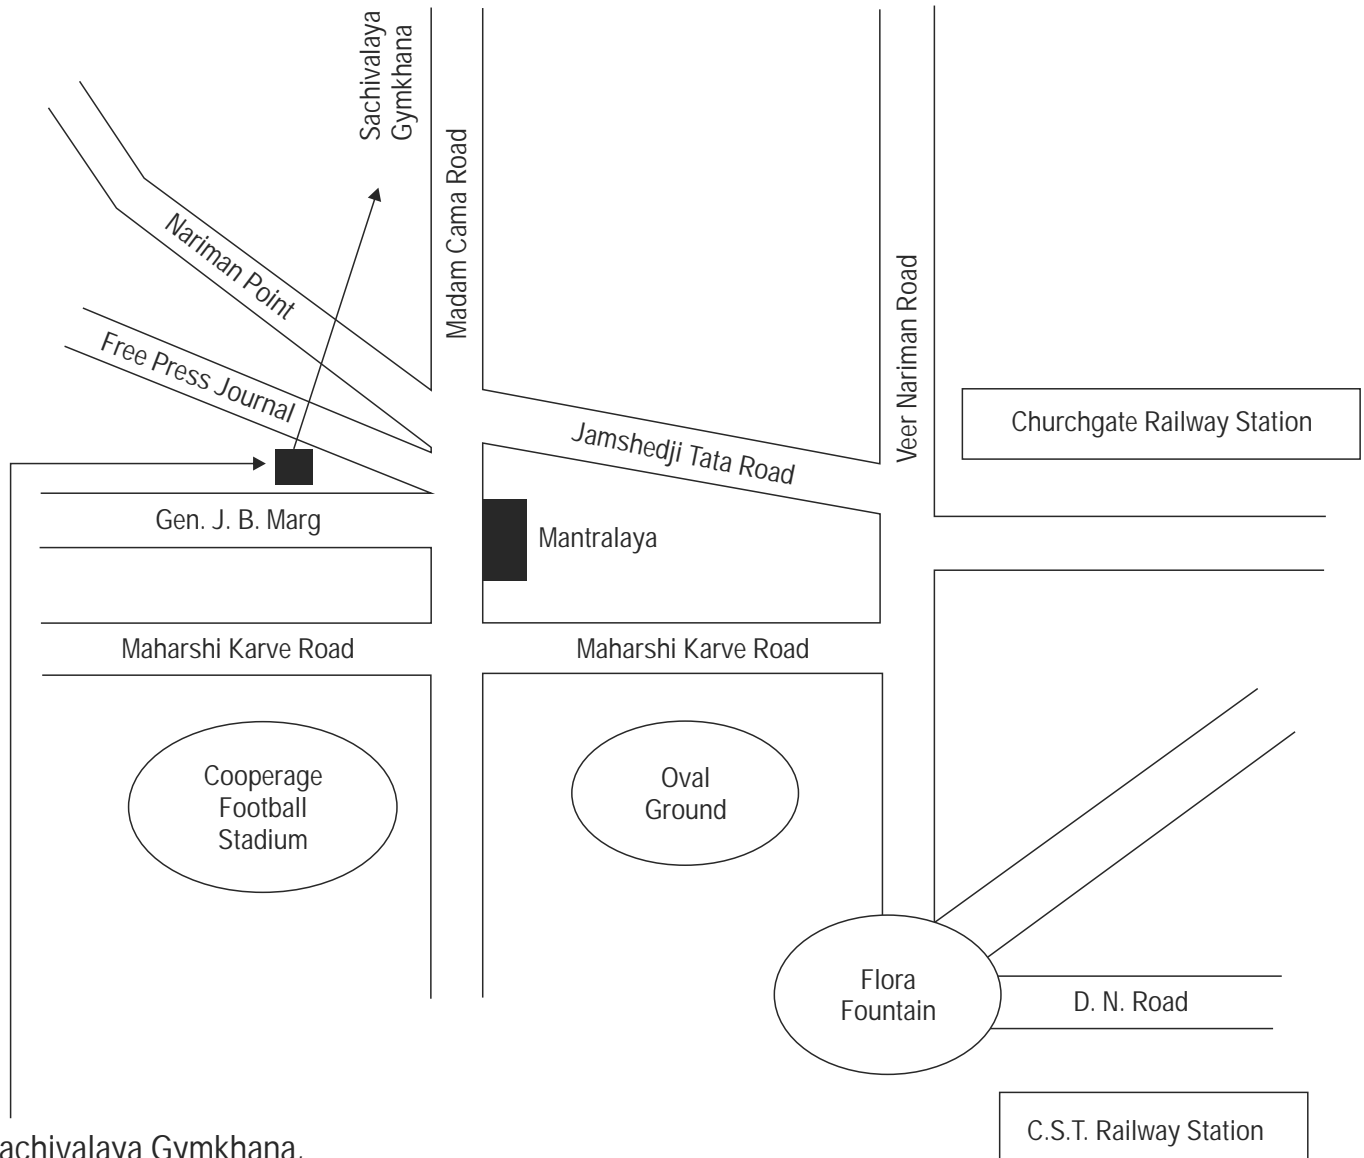 Sachivalaya
Gymkhana
Madam Cama Road
Nariman Point
Free Press Journal
Veer Nariman Road
Churchgate Railway Station
Jamshedji Tata Road
Gen. J. B. Marg
Mantralaya
Maharshi Karve Road
Maharshi Karve Road
Cooperage
Football
Stadium
Oval
Ground
Flora
Fountain
D. N. Road
C.S.T. Railway Station
achivalaya Gymkhana,